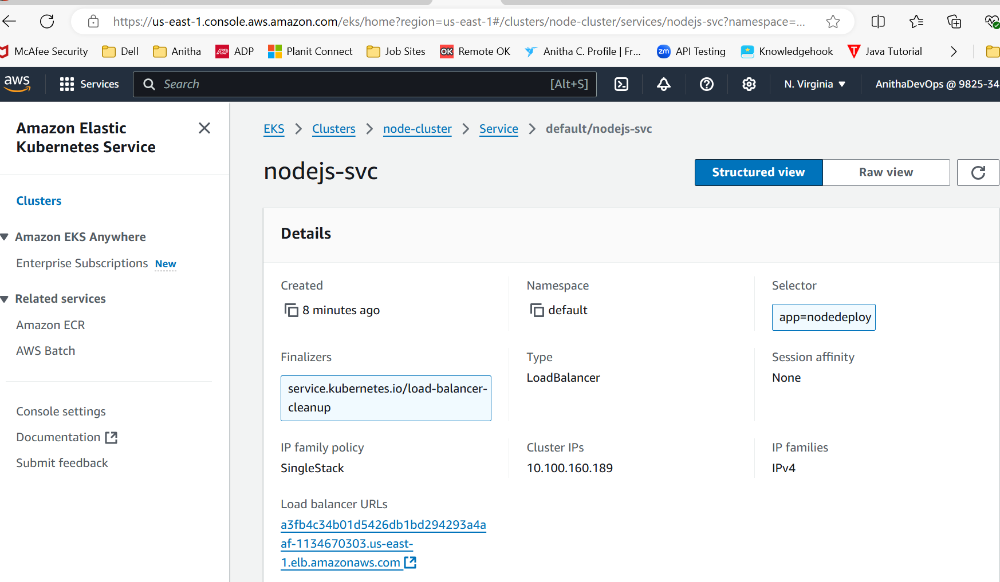 https://us-east-1.console.aws.amazon.com/eks/home?region=us-east-1#/clusters/node-cluster/services/nodejs-svc?namespace=...
McAfee Security Dell Anitha ADP Planit Connect Job Sites OK Remote OK Anitha C. Profile | Fr... zm API Testing Knowledgehook T Java Tutorial
aws Services Search [Alt+S] N. Virginia ▼ AnithaDevOps @ 9825-34
Amazon Elastic
Kubernetes Service
Clusters
Amazon EKS Anywhere
Enterprise Subscriptions New
Related services
Amazon ECR
AWS Batch
Console settings
Documentation
Submit feedback
EKS > Clusters > node-cluster > Service > default/nodejs-svc
nodejs-svc
Structured view Raw view
Details
Created
8 minutes ago
Namespace
default
Selector
app=nodedeploy
Finalizers
service.kubernetes.io/load-balancer-
cleanup
Type
LoadBalancer
Session affinity
None
IP family policy
SingleStack
Cluster IPs
10.100.160.189
IP families
IPv4
Load balancer URLs
a3fb4c34b01d5426db1bd294293a4a
af-1134670303.us-east-
1.elb.amazonaws.com